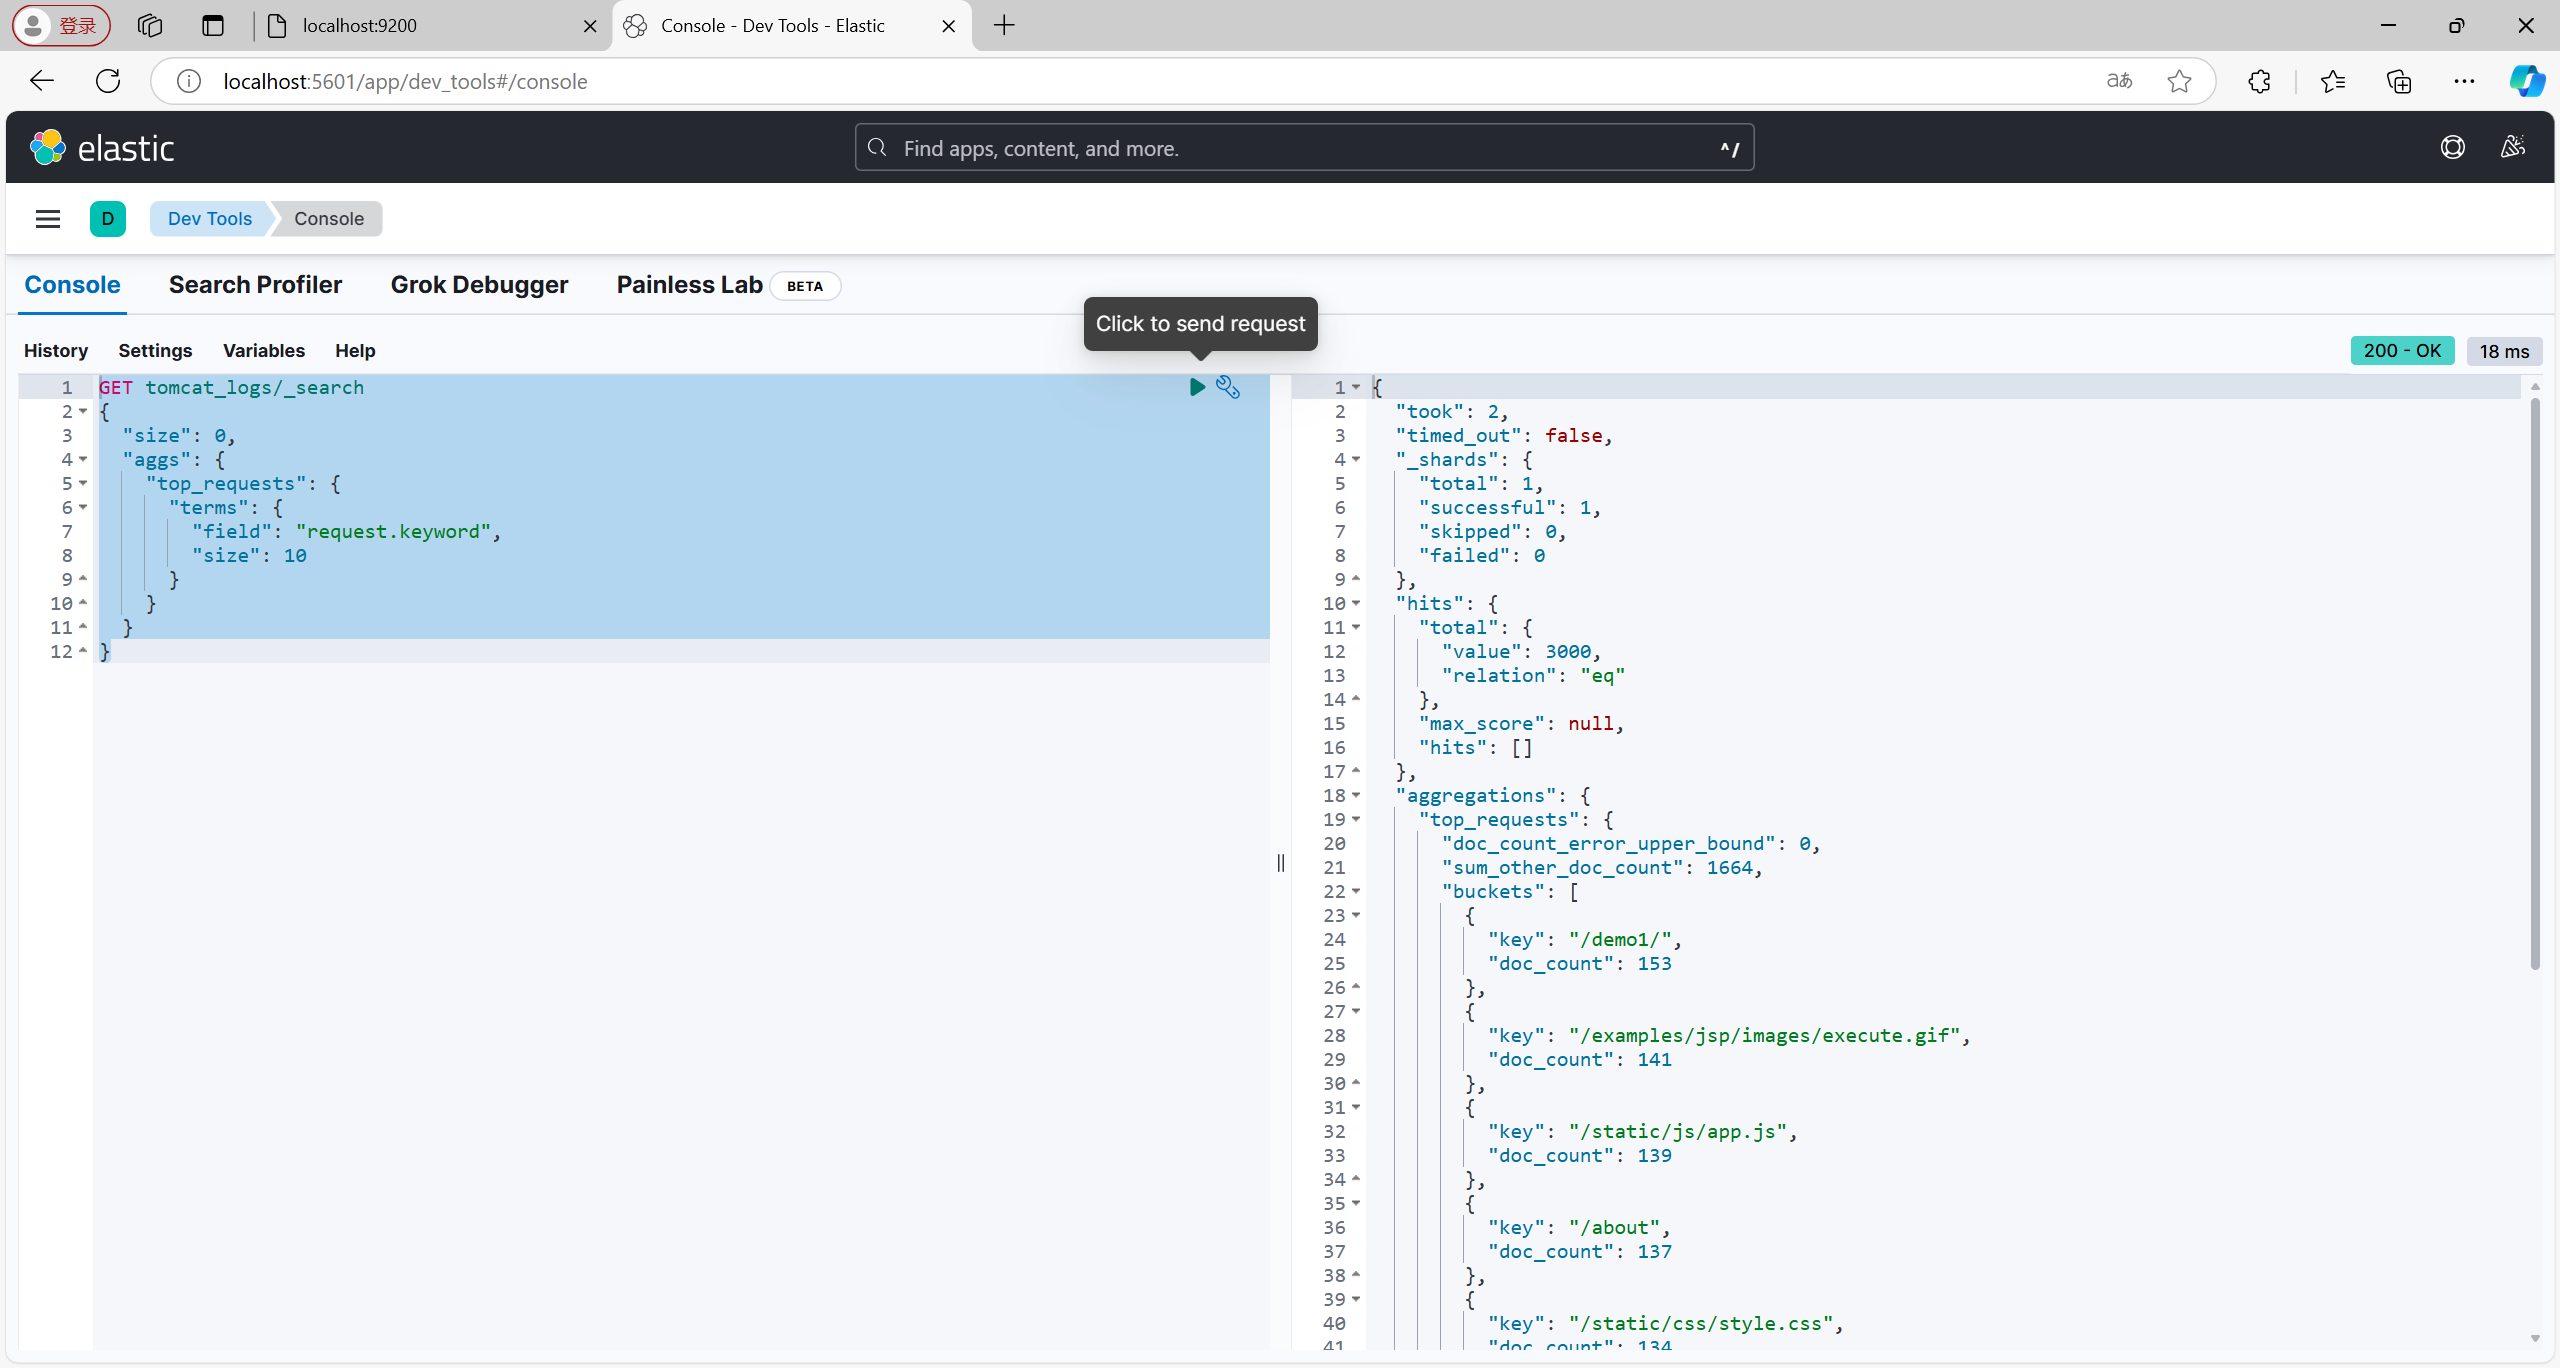 登录
localhost:9200
Console - Dev Tools - Elastic
localhost:5601/app/dev_tools#/console
aあ
elastic
Find apps, content, and more.
^/
D
Dev Tools
Console
Console
Search Profiler
Grok Debugger
Painless Lab
BETA
Click to send request
History
Settings
Variables
Help
200 - OK
18 ms
1 GET tomcat_logs/_search
2 {
3 "size": 0,
4 "aggs": {
5 "top_requests": {
6 "terms": {
7 "field": "request.keyword",
8 "size": 10
9 }
10 }
11 }
12 }
1 {
2 "took": 2,
3 "timed_out": false,
4 "_shards": {
5 "total": 1,
6 "successful": 1,
7 "skipped": 0,
8 "failed": 0
9 },
10 "hits": {
11 "total": {
12 "value": 3000,
13 "relation": "eq"
14 },
15 "max_score": null,
16 "hits": []
17 },
18 "aggregations": {
19 "top_requests": {
20 "doc_count_error_upper_bound": 0,
21 "sum_other_doc_count": 1664,
22 "buckets": [
23 {
24 "key": "/demo1/",
25 "doc_count": 153
26 },
27 {
28 "key": "/examples/jsp/images/execute.gif",
29 "doc_count": 141
30 },
31 {
32 "key": "/static/js/app.js",
33 "doc_count": 139
34 },
35 {
36 "key": "/about",
37 "doc_count": 137
38 },
39 {
40 "key": "/static/css/style.css",
41 "doc_count": 134